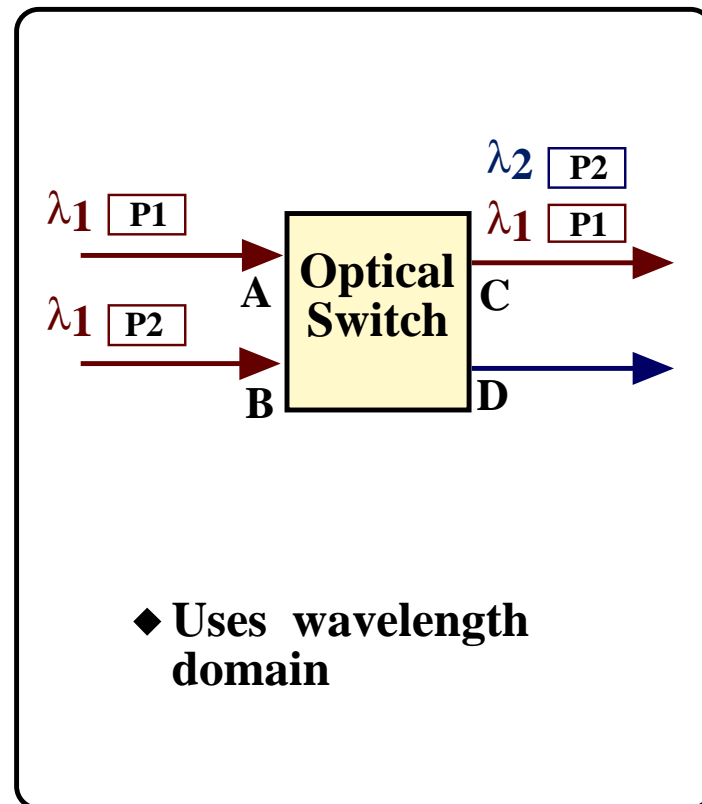 λ2 P2
λ1 P1
λ1 P1
A
Optical
Switch
C
λ1 P2
B
D
◆ Uses wavelength
domain